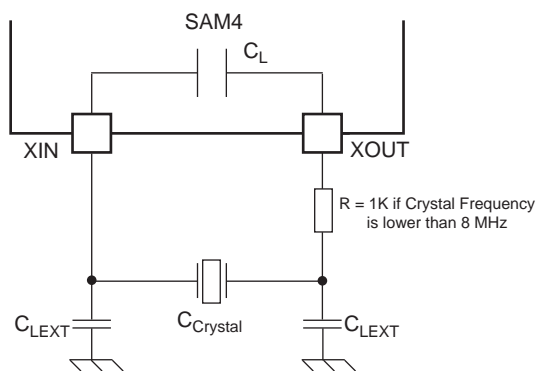 SAM4
C_L
XIN
XOUT
R = 1K if Crystal Frequency
is lower than 8 MHz
C_LEXT
C_Crystal
C_LEXT